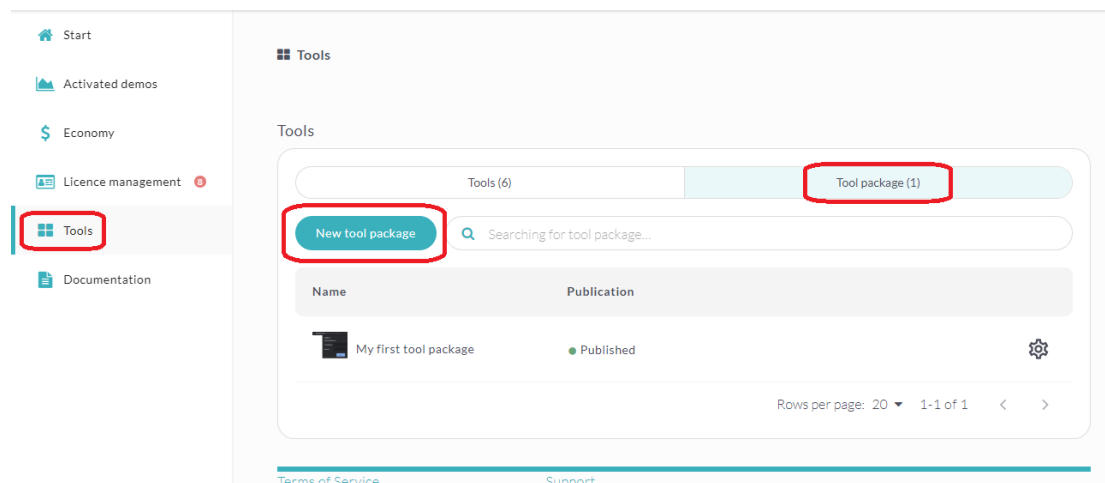 Start
Activated demos
Economy
Licence management 8
Tools
Documentation
Tools
Tools
Tools (6)
Tool package (1)
New tool package
Searching for tool package...
Name Publication
My first tool package Published
Rows per page: 20 1-1 of 1
Terms of Service Support